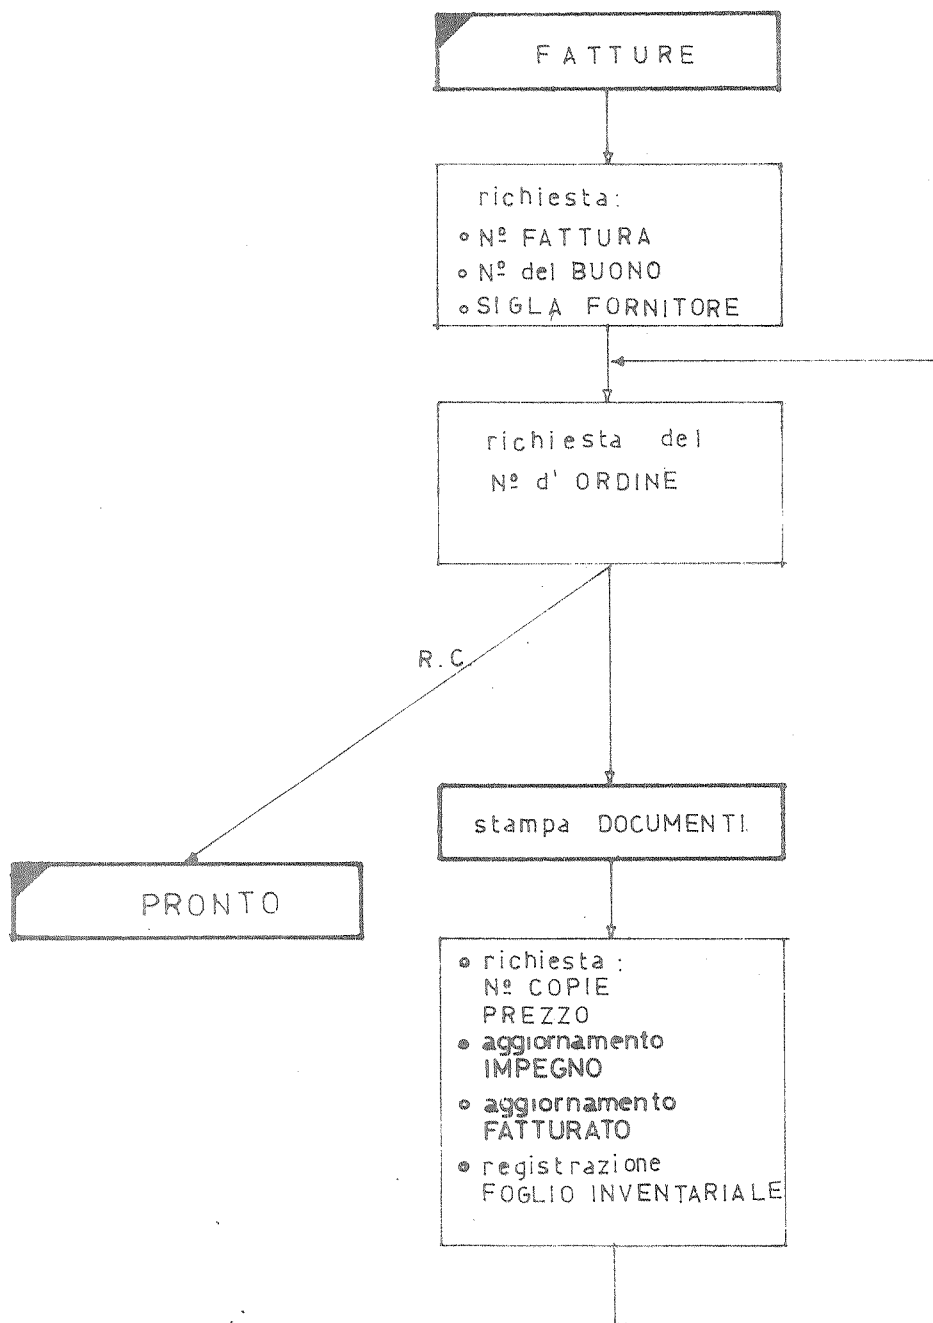 FATTURE
richiesta:
• Nº FATTURA
• Nº del BUONO
• SIGLA FORNITORE
richiesta del
Nº d' ORDINE
R.C.
stampa DOCUMENTI
PRONTO
• richiesta :
Nº COPIE
PREZZO
• aggiornamento
IMPEGNO
• aggiornamento
FATTURATO
• registrazione
FOGLIO INVENTARIALE